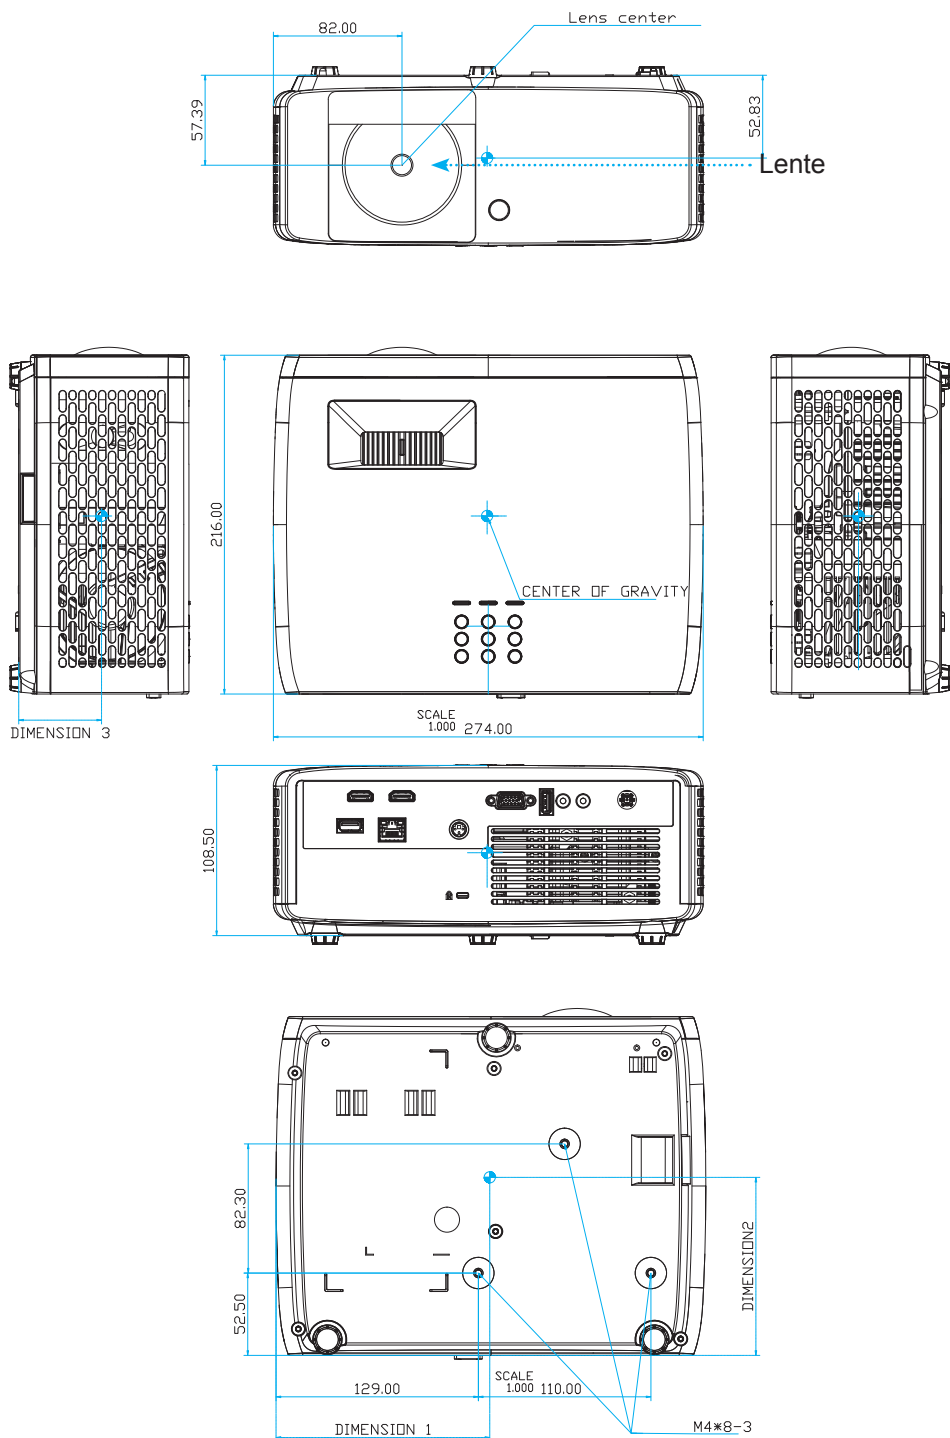 82.00
Lens center
57.39
52.83
Lente
216.00
CENTER OF GRAVITY
DIMENSION 3
SCALE
1.000 274.00
108.50
82.30
52.50
DIMENSION2
129.00
SCALE
1.000 110.00
DIMENSION 1
M4*8-3